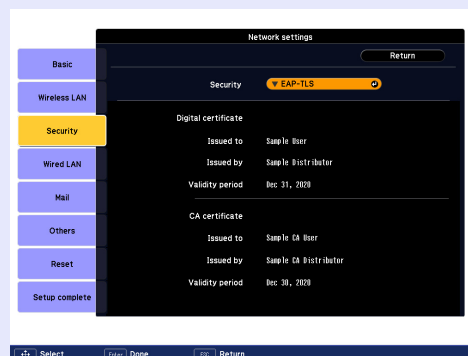 Network settings
Return
Basic
Wireless LAN
Security
Wired LAN
Mail
Others
Reset
Setup complete
Security EAP-TLS
Digital certificate
Issued to Sample User
Issued by Sample Distributor
Validity period Dec 31, 2020
CA certificate
Issued to Sample CA User
Issued by Sample CA Distributor
Validity period Dec 30, 2020
Select Enter Done ESC Return